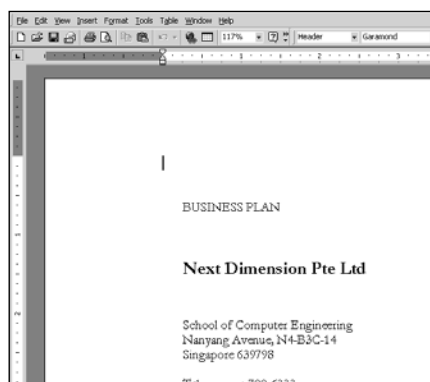 File Edit View Insert Format Tools Table Window Help
117% Header Garamond
BUSINESS PLAN
Next Dimension Pte Ltd
School of Computer Engineering
Nanyang Avenue, N4-B3C-14
Singapore 639798